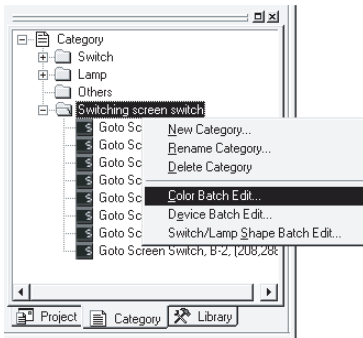 Category
Switch
Lamp
Others
Switching screen switch
Goto Sc
Goto Sc
Goto Sc
Goto Sc
Goto Sc
Goto Sc
Goto Sc
Goto Screen Switch, B-2, (208,288
New Category...
Rename Category...
Delete Category
Color Batch Edit...
Device Batch Edit...
Switch/Lamp Shape Batch Edit...
Project
Category
Library